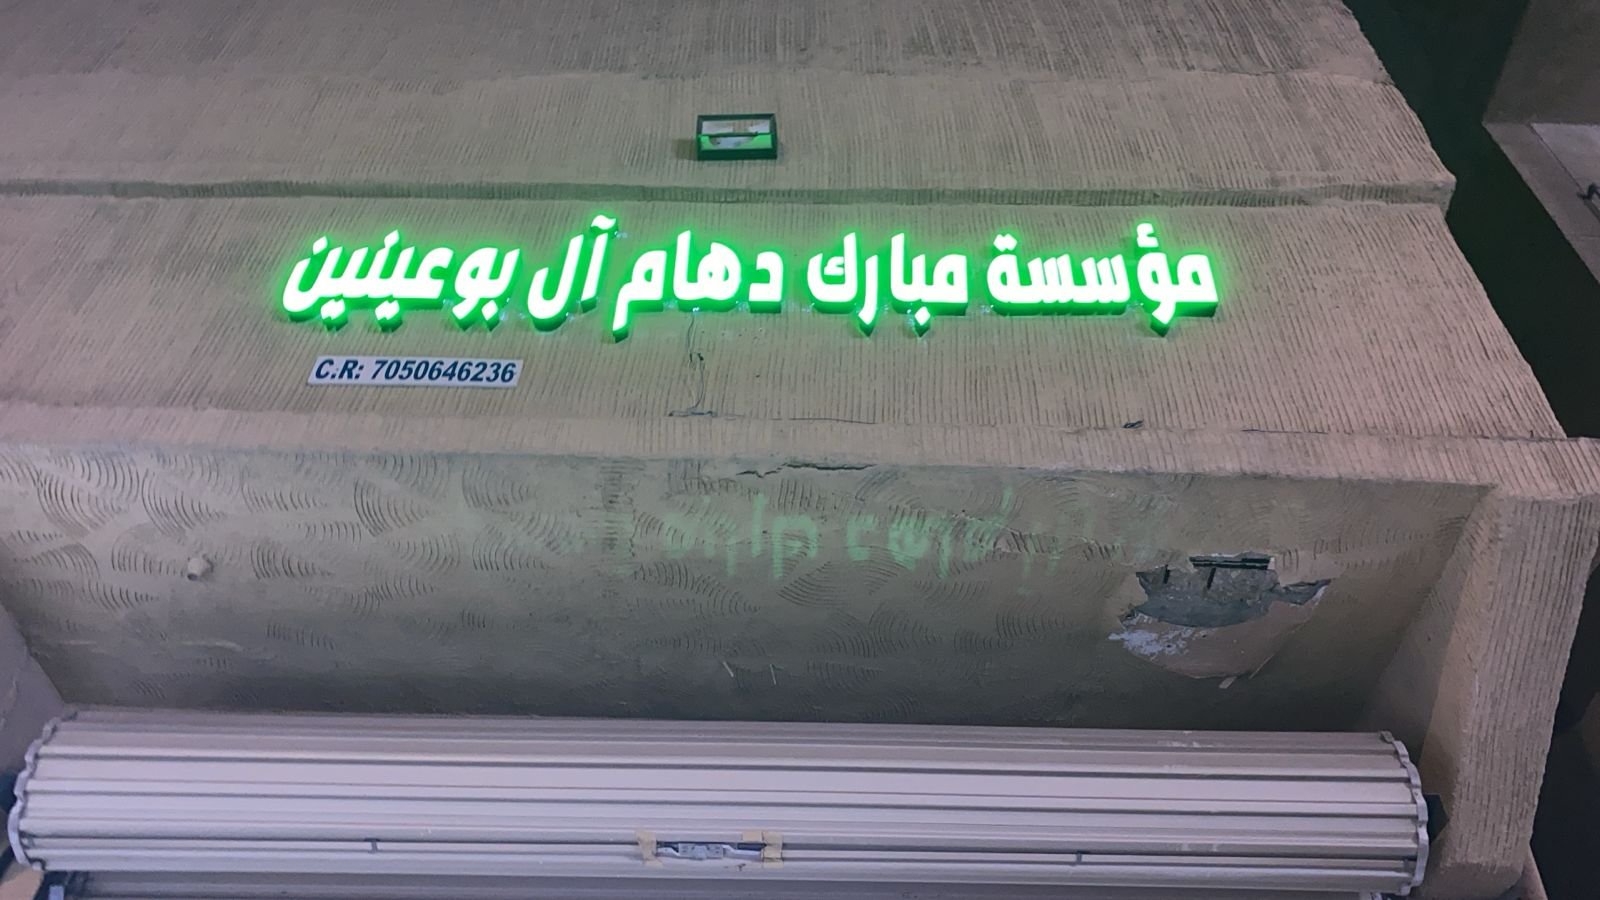 مؤسسة مبارك دهام آل بوعينين
C.R: 7050646236